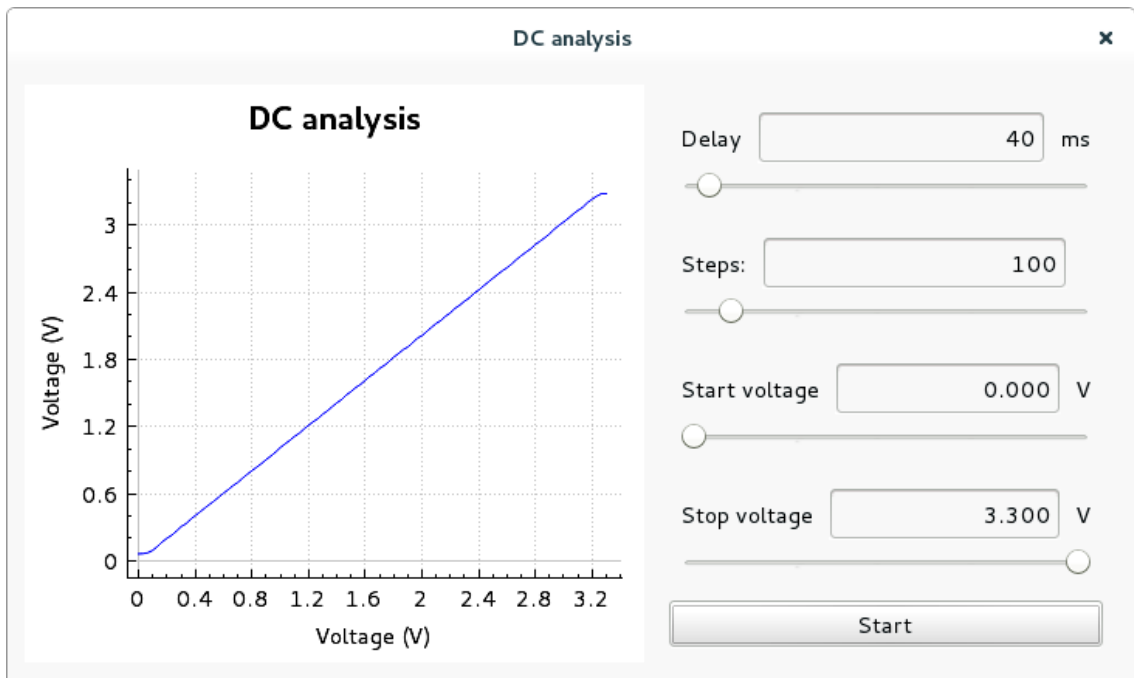 DC analysis
DC analysis
3
2.4
1.8
1.2
0.6
0
Voltage (V)
0 0.4 0.8 1.2 1.6 2 2.4 2.8 3.2
Voltage (V)
Delay 40 ms
Steps: 100
Start voltage 0.000 V
Stop voltage 3.300 V
Start